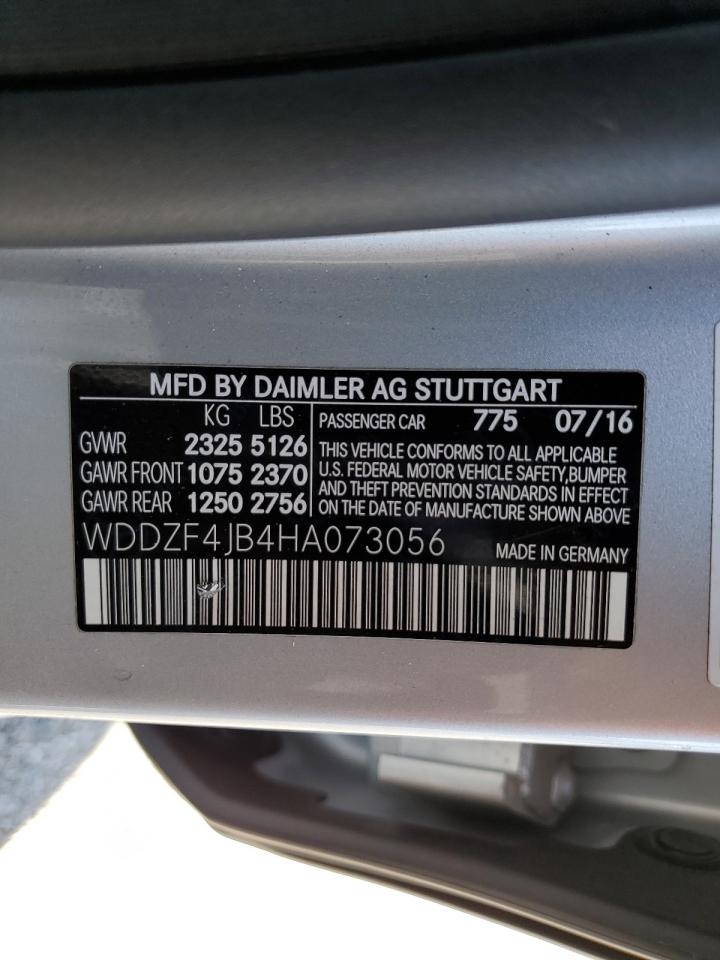 MFD BY DAIMLER AG STUTTGART
KG LBS
GVWR 2325 5126
GAWR FRONT 1075 2370
GAWR REAR 1250 2756
PASSENGER CAR 775 07/16
THIS VEHICLE CONFORMS TO ALL APPLICABLE
U.S. FEDERAL MOTOR VEHICLE SAFETY,BUMPER
AND THEFT PREVENTION STANDARDS IN EFFECT
ON THE DATE OF MANUFACTURE SHOWN ABOVE
WDDZF4JB4HA073056 MADE IN GERMANY